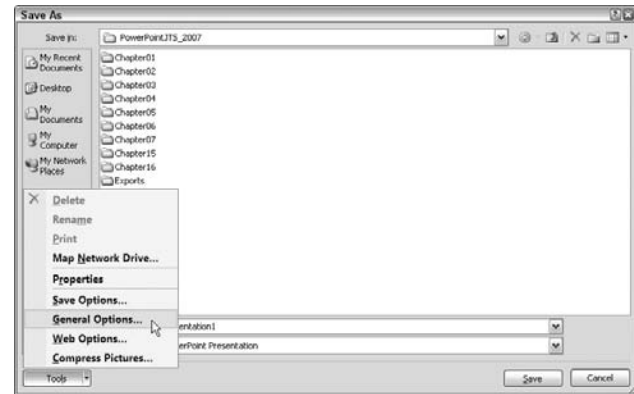 Save As
Save in:
PowerPointJTS_2007
My Recent Documents
Desktop
My Documents
My Computer
My Network Places
Chapter01
Chapter02
Chapter03
Chapter04
Chapter05
Chapter06
Chapter07
Chapter15
Chapter16
Exports
Delete
Rename
Print
Map Network Drive...
Properties
Save Options...
General Options...
Web Options...
Compress Pictures...
entation1
erPoint Presentation
Tools
Save
Cancel